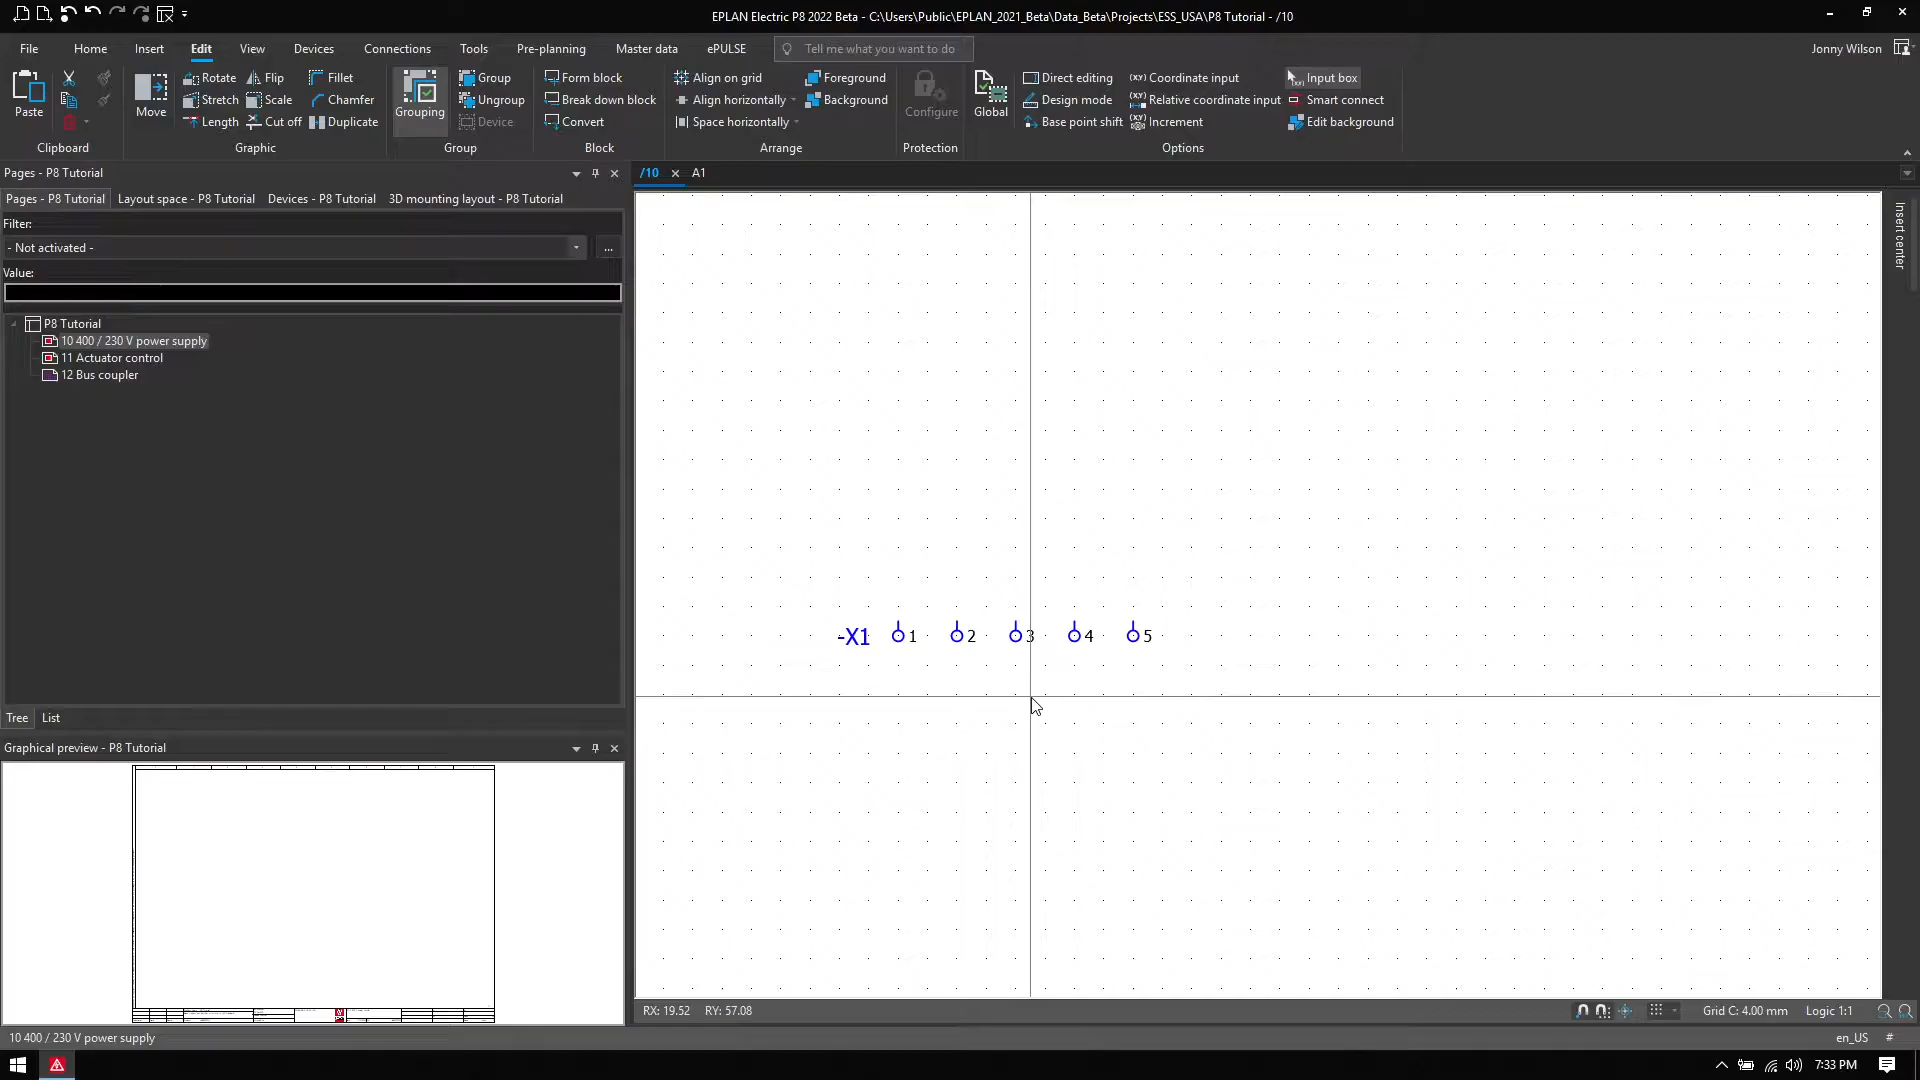 EPLAN Electric P8 2022 Beta - C:\Users\Public\EPLAN_2021_Beta\Data_Beta\Projects\ESS_USA\P8 Tutorial - /10
File Home Insert Edit View Devices Connections Tools Pre-planning Master data ePULSE Tell me what you want to do Jonny Wilson
Paste
Clipboard
Move
Rotate Flip Fillet
Stretch Scale Chamfer
Length Cut off Duplicate
Graphic
Grouping
Group
Ungroup
Device
Group
Form block
Break down block
Convert
Block
Align on grid Foreground
Align horizontally Background
Space horizontally
Arrange
Configure
Protection
Global
Direct editing (XY) Coordinate input Input box
Design mode Relative coordinate input Smart connect
Base point shift Increment Edit background
Options
Pages - P8 Tutorial
Pages - P8 Tutorial Layout space - P8 Tutorial Devices - P8 Tutorial 3D mounting layout - P8 Tutorial
Filter:
- Not activated -
...
Value:
P8 Tutorial
10 400 / 230 V power supply
11 Actuator control
12 Bus coupler
Tree List
Graphical preview - P8 Tutorial
/10 A1
Insert center
-X1 1 2 3 4 5
RX: 19.52 RY: 57.08
Grid C: 4.00 mm Logic 1:1
10 400 / 230 V power supply
en_US #
7:33 PM